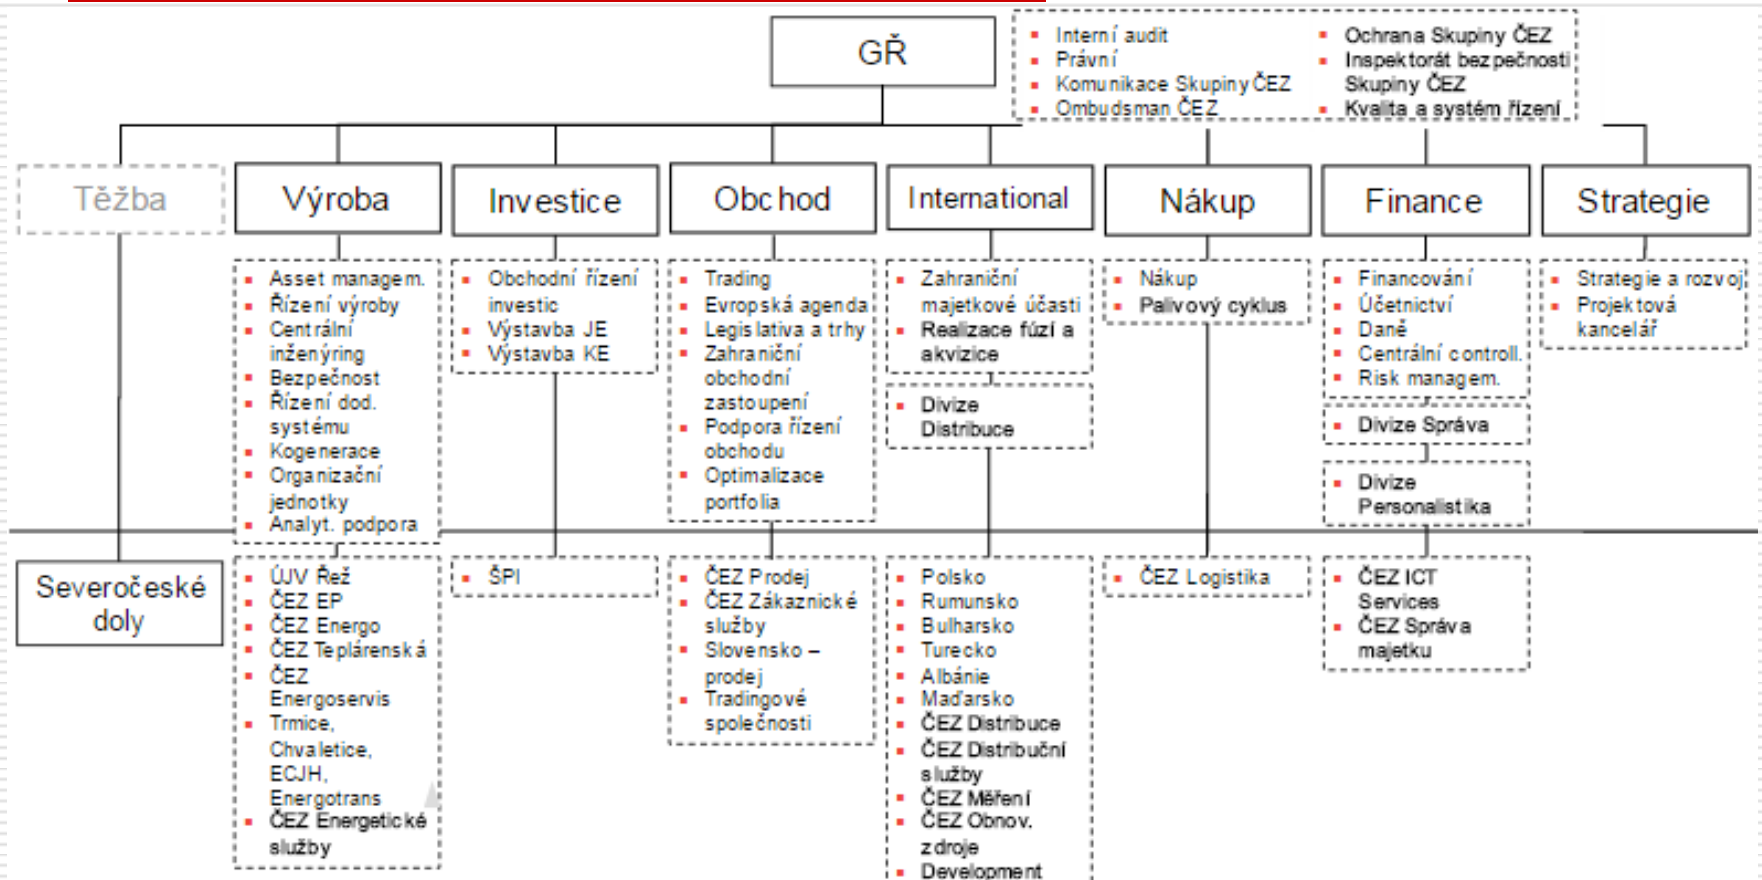 GŘ
Interní audit
Právní
Komunikace Skupiny ČEZ
Ombudsman ČEZ
Ochrana Skupiny ČEZ
Inspektorát bezpečnosti
Skupiny ČEZ
Kvalita a systém řízení
Těžba
Výroba
Investice
Obchod
International
Nákup
Finance
Strategie
Asset managem.
Řízení výroby
Centrální
inženýring
Bezpečnost
Řízení dod.
systému
Kogenerace
Organizační
jednotky
Analyt. podpora
Obchodní řízení
investic
Výstavba JE
Výstavba KE
Trading
Evropská agenda
Legislativa a trhy
Zahraniční
obchodní
zastoupení
Podpora řízení
obchodu
Optimalizace
portfolia
Zahraniční
majetkové účasti
Realizace fúzí a
akvizice
Divize
Distribuce
Nákup
Palivový cyklus
Financování
Účetnictví
Daně
Centrální controll.
Risk managem.
Divize Správa
Divize
Personalistika
Strategie a rozvoj
Projektová
kancelář
Severočeské
doly
ÚJV Řež
ČEZ EP
ČEZ Energo
ČEZ Teplárenská
ČEZ
Energoservis
Trmice,
Chvaletice,
ECJH,
Energotrans
ČEZ Energetické
služby
ŠPI
ČEZ Prodej
ČEZ Zákaznické
služby
Slovensko –
prodej
Tradingové
společnosti
Polsko
Rumunsko
Bulharsko
Turecko
Albánie
Maďarsko
ČEZ Distribuce
ČEZ Distribuční
služby
ČEZ Měření
ČEZ Obnov.
zdroje
Development
ČEZ Logistika
ČEZ ICT
Services
ČEZ Správa
majetku